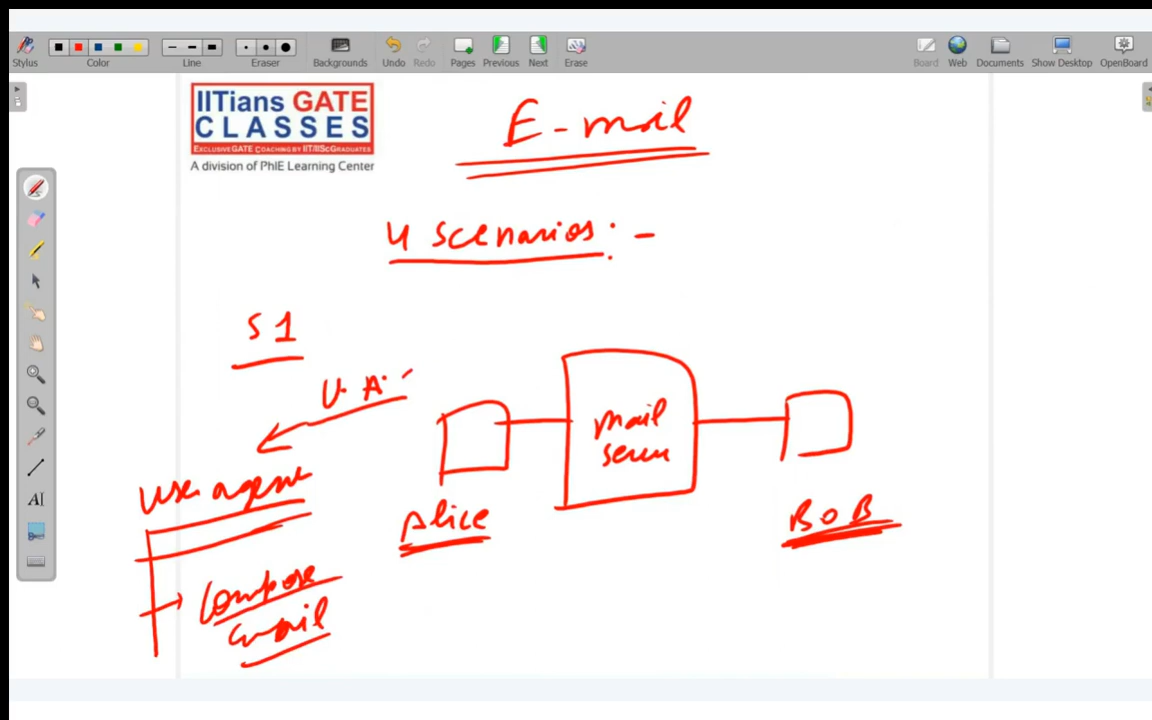 Stylus
Color
Line
Eraser
Backgrounds
Undo
Redo
Pages
Previous
Next
Erase
Board
Web
Documents
Show Desktop
OpenBoard
IITians GATE
CLASSES
EXCLUSIVE GATE COACHING BY IIT/IISc GRADUATES
A division of PhIE Learning Center
E-mail
4 scenarios:-
S1
U.A.
user agent
compose
email
Alice
mail
server
BOB
AI